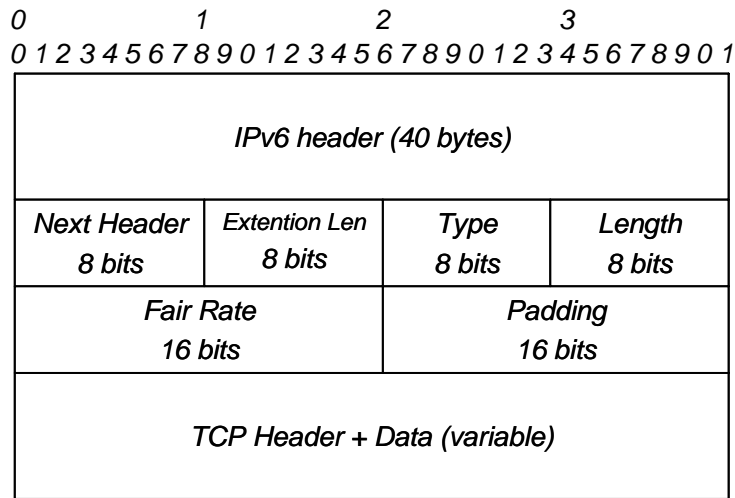 0 1 2 3
0 1 2 3 4 5 6 7 8 9 0 1 2 3 4 5 6 7 8 9 0 1 2 3 4 5 6 7 8 9 0 1
IPv6 header (40 bytes)
Next Header
8 bits
Extention Len
8 bits
Type
8 bits
Length
8 bits
Fair Rate
16 bits
Padding
16 bits
TCP Header + Data (variable)